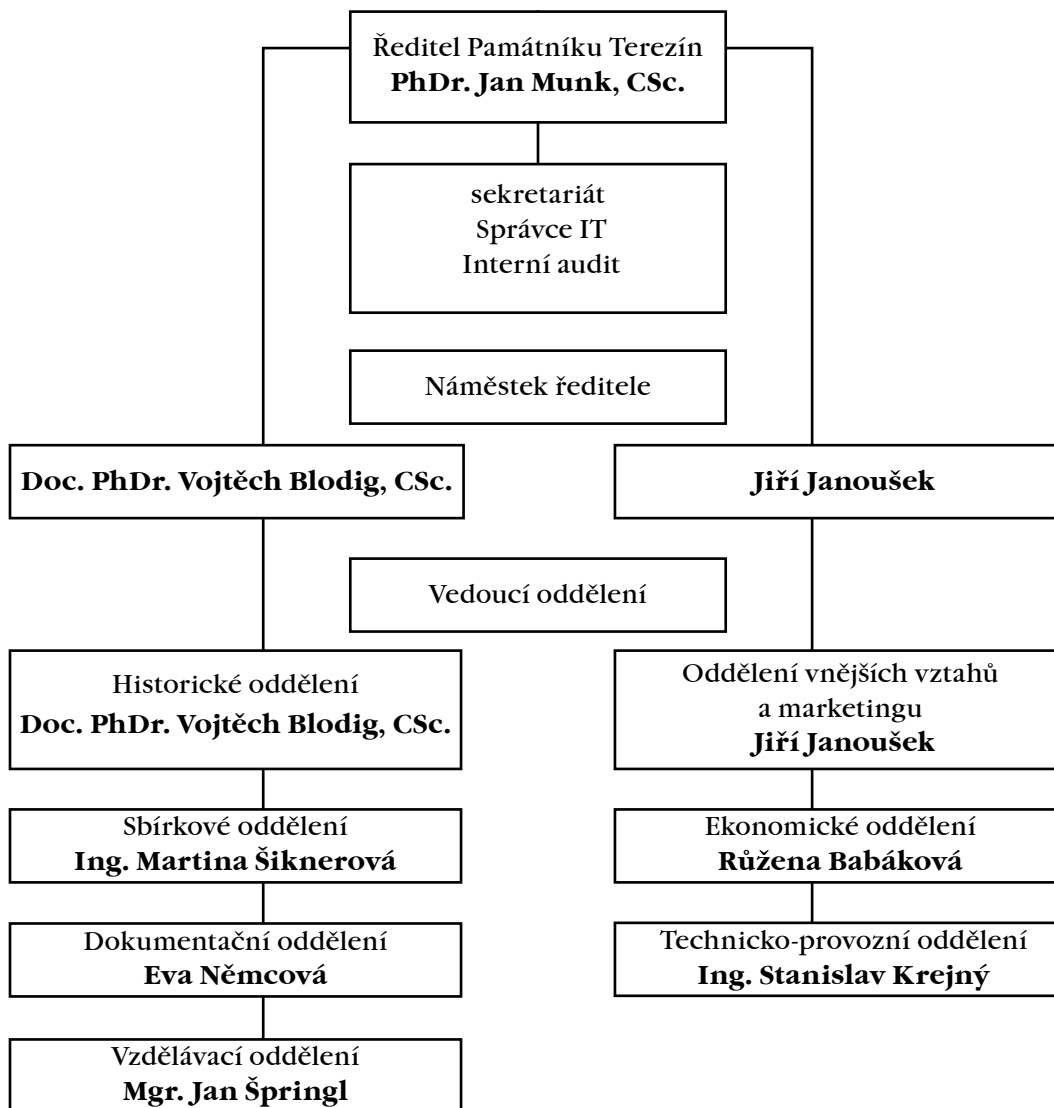 Ředitel Památníku Terezín
PhDr. Jan Munk, CSc.
sekretariát
Správce IT
Interní audit
Náměstek ředitele
Doc. PhDr. Vojtěch Blodig, CSc.
Jiří Janoušek
Vedoucí oddělení
Historické oddělení
Doc. PhDr. Vojtěch Blodig, CSc.
Oddělení vnějších vztahů
a marketingu
Jiří Janoušek
Sbírkové oddělení
Ing. Martina Šiknerová
Ekonomické oddělení
Růžena Babáková
Dokumentační oddělení
Eva Němcová
Technicko-provozní oddělení
Ing. Stanislav Krejný
Vzdělávací oddělení
Mgr. Jan Špringl